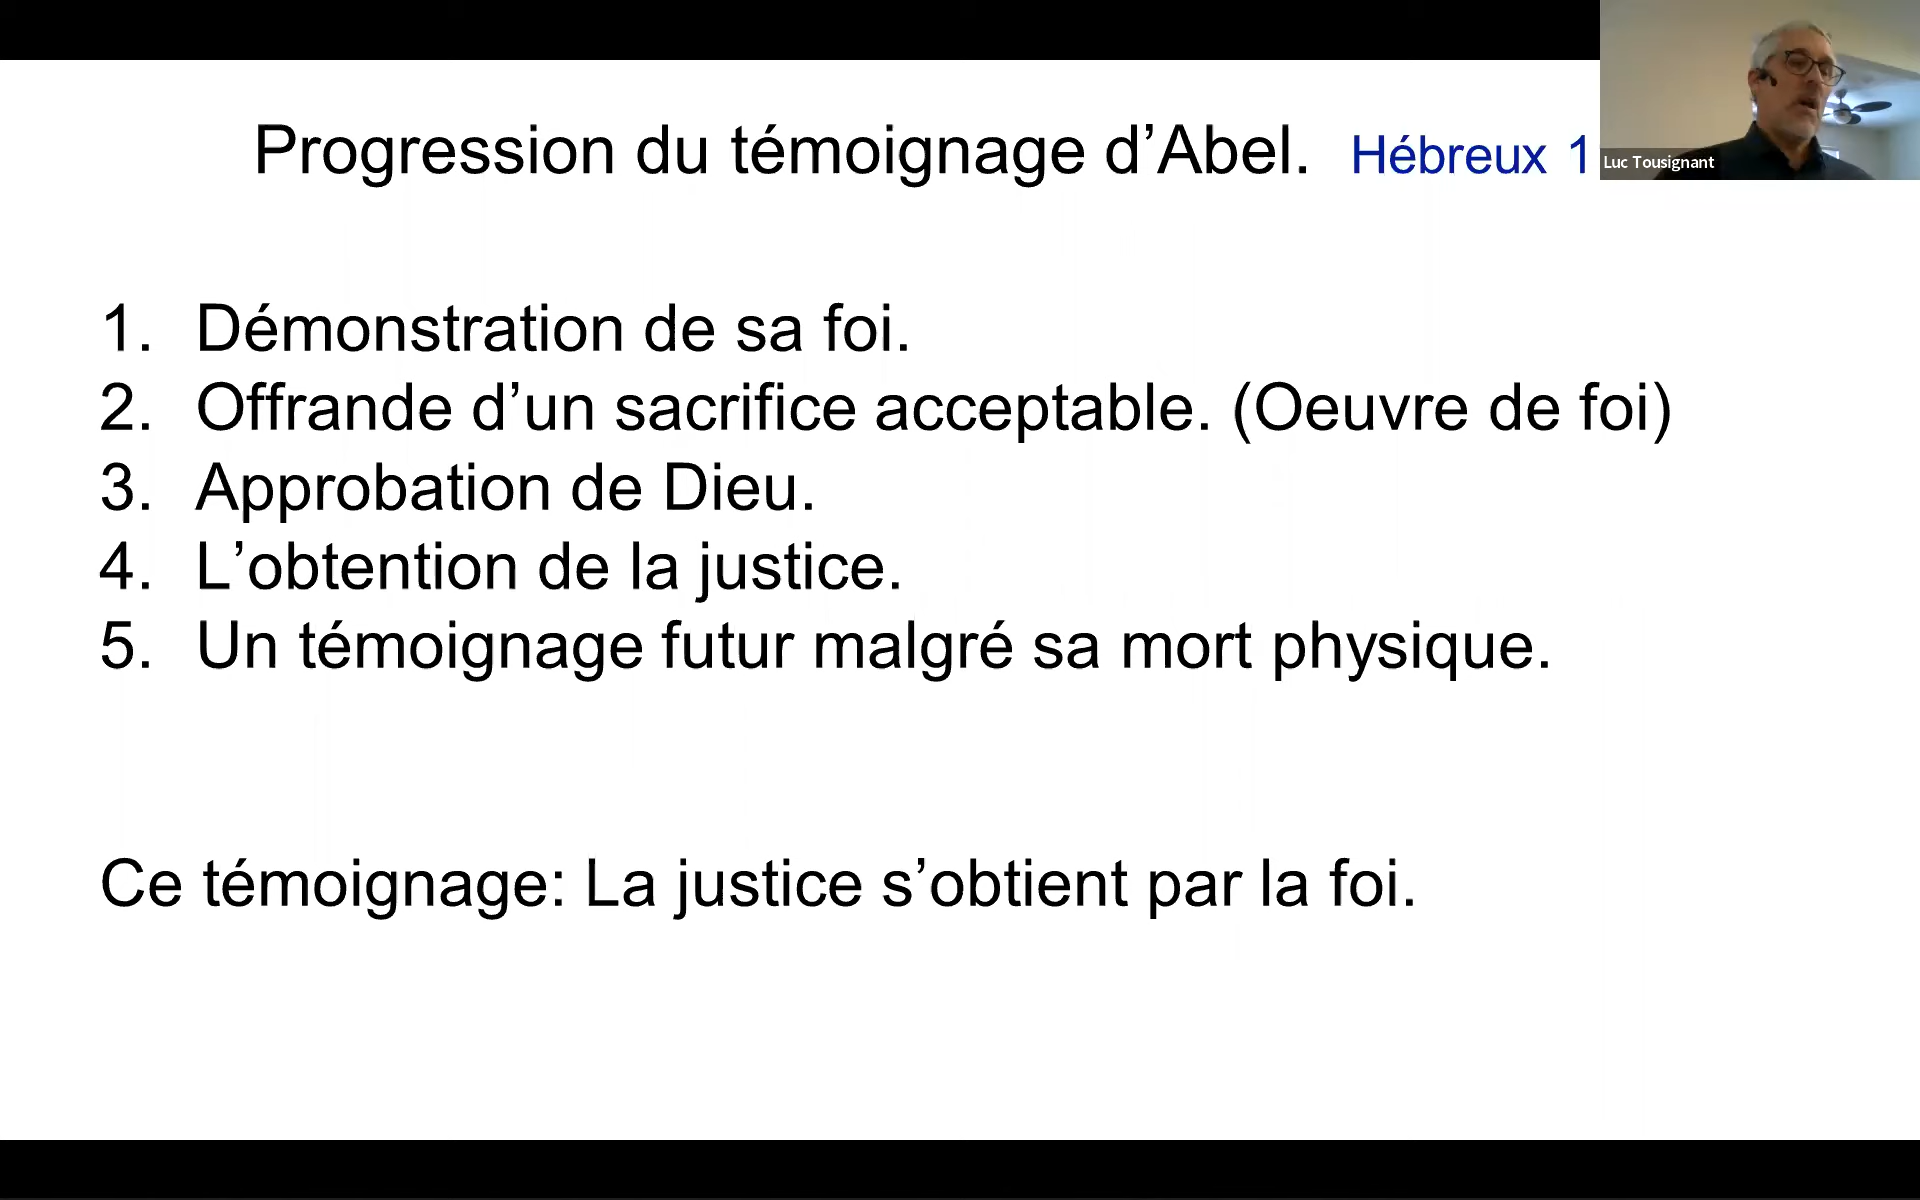 Progression du témoignage d’Abel. Hébreux 1
Luc Tousignant
1. Démonstration de sa foi.
2. Offrande d’un sacrifice acceptable. (Oeuvre de foi)
3. Approbation de Dieu.
4. L’obtention de la justice.
5. Un témoignage futur malgré sa mort physique.
Ce témoignage: La justice s’obtient par la foi.